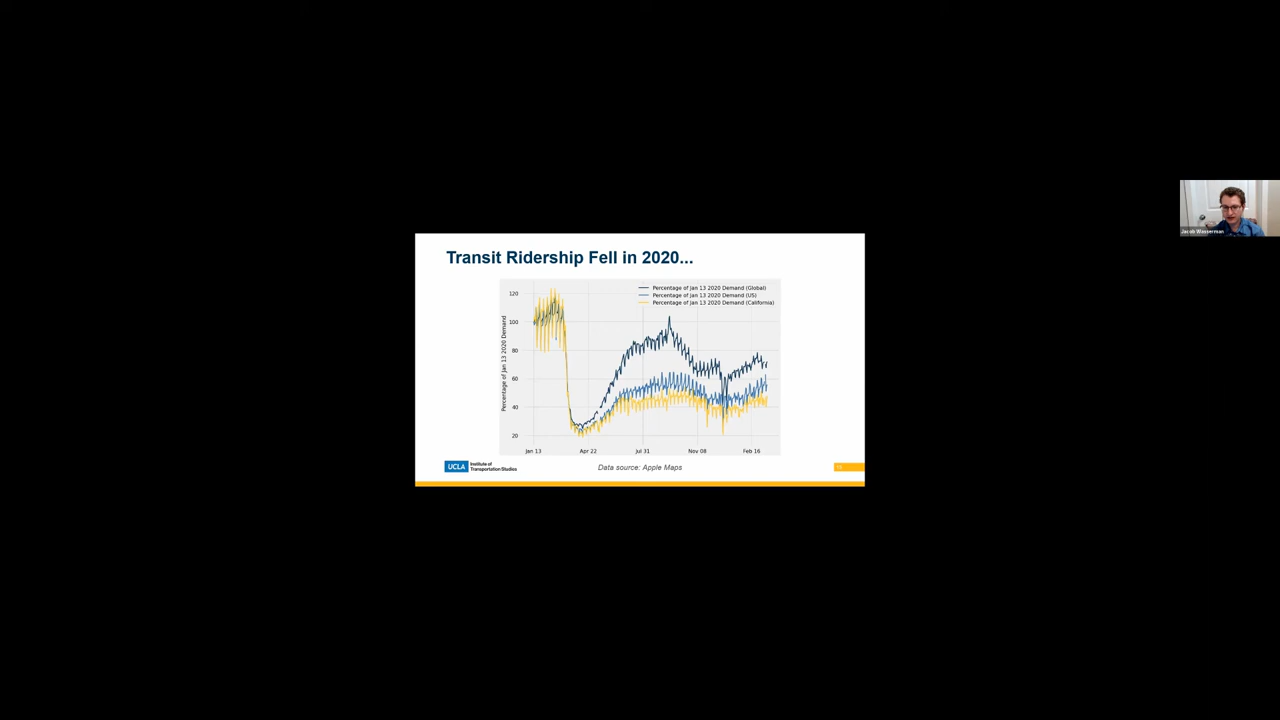 Transit Ridership Fell in 2020...
Percentage of Jan 13 2020 Demand (Global)
Percentage of Jan 13 2020 Demand (US)
Percentage of Jan 13 2020 Demand (California)
Percentage of Jan 13 2020 Demand
120
100
80
60
40
20
Jan 13
Apr 22
Jul 31
Nov 08
Feb 16
UCLA
Institute of
Transportation Studies
Data source: Apple Maps
Jacob Wasserman